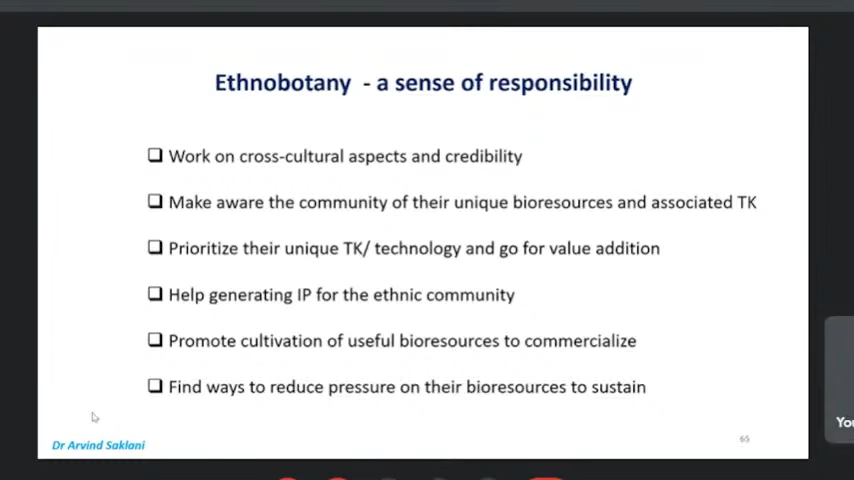 Ethnobotany - a sense of responsibility
Work on cross-cultural aspects and credibility
Make aware the community of their unique bioresources and associated TK
Prioritize their unique TK/ technology and go for value addition
Help generating IP for the ethnic community
Promote cultivation of useful bioresources to commercialize
Find ways to reduce pressure on their bioresources to sustain
Dr Arvind Saklani
65